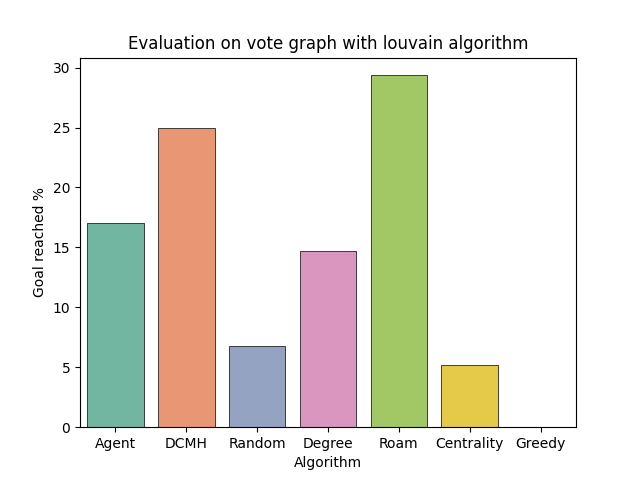 Evaluation on vote graph with louvain algorithm
Goal reached %
30
25
20
15
10
5
0
Agent DCMH Random Degree Roam Centrality Greedy
Algorithm